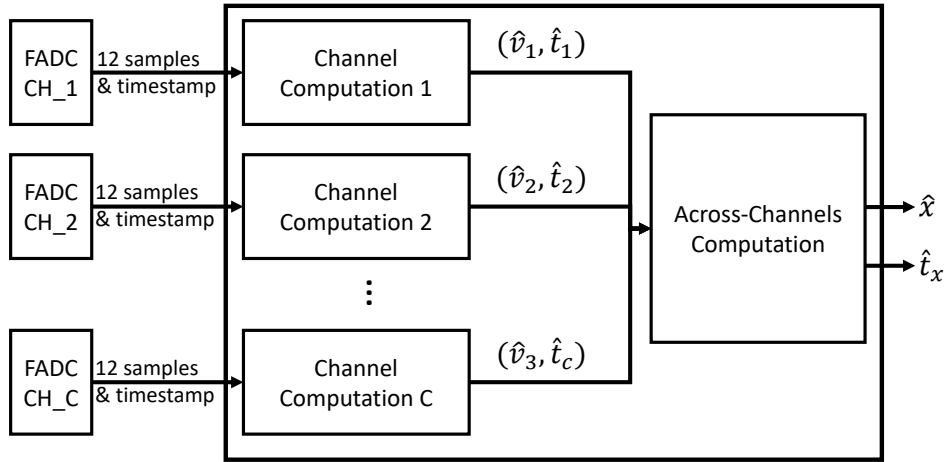 FADC
CH_1
12 samples
& timestamp
Channel
Computation 1
(v̂₁, t̂₁)
FADC
CH_2
12 samples
& timestamp
Channel
Computation 2
(v̂₂, t̂₂)
Across-Channels
Computation
x̂
t̂ₓ
⋮
FADC
CH_C
12 samples
& timestamp
Channel
Computation C
(v̂₃, t̂_c)